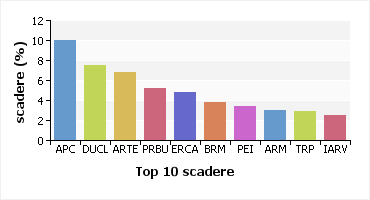 scadere (%)
12
10
8
6
4
2
0
APC DUCL ARTE PRBU ERCA BRM PEI ARM TRP IARV
Top 10 scadere